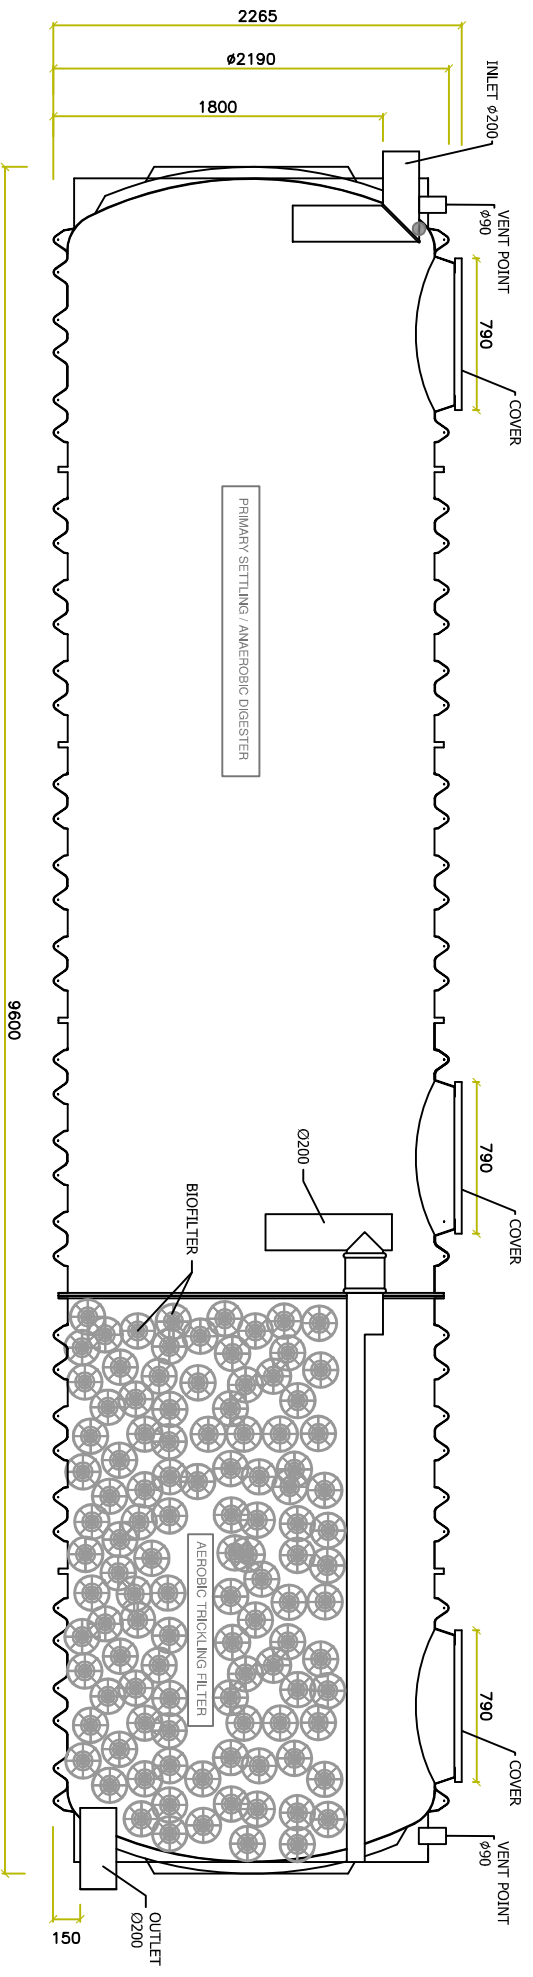 2265
ø2190
1800
INLET ø200
VENT POINT
ø90
790
COVER
PRIMARY SETTLING / ANAEROBIC DIGESTER
9600
790
COVER
Ø200
BIOFILTER
AEROBIC TRICKLING FILTER
790
COVER
VENT POINT
ø90
OUTLET
Ø200
150